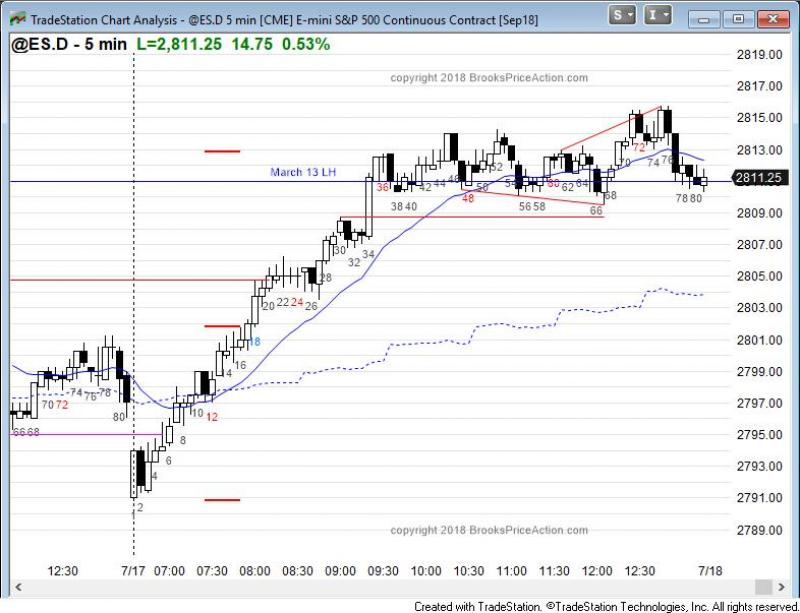 TradeStation Chart Analysis - @ES.D 5 min [CME] E-mini S&P 500 Continuous Contract [Sep18]
S I
@ES.D - 5 min L=2,811.25 14.75 0.53%
copyright 2018 BrooksPriceAction.com
March 13 LH
2819.00
2817.00
2815.00
2813.00
2811.25
2809.00
2807.00
2805.00
2803.00
2801.00
2799.00
2797.00
2795.00
2793.00
2791.00
2789.00
66 68 70 72 74 76 78 80
2 4 6 8 10 12 14 16 18 20 22 24 26 28 30 32 34 36 38 40 42 44 46 48 50 52 54 56 58 60 62 64 66 68 70 72 74 76 78 80
copyright 2018 BrooksPriceAction.com
12:30 7/17 07:00 07:30 08:00 08:30 09:00 09:30 10:00 10:30 11:00 11:30 12:00 12:30 7/18
Created with TradeStation. ©TradeStation Technologies, Inc. All rights reserved.